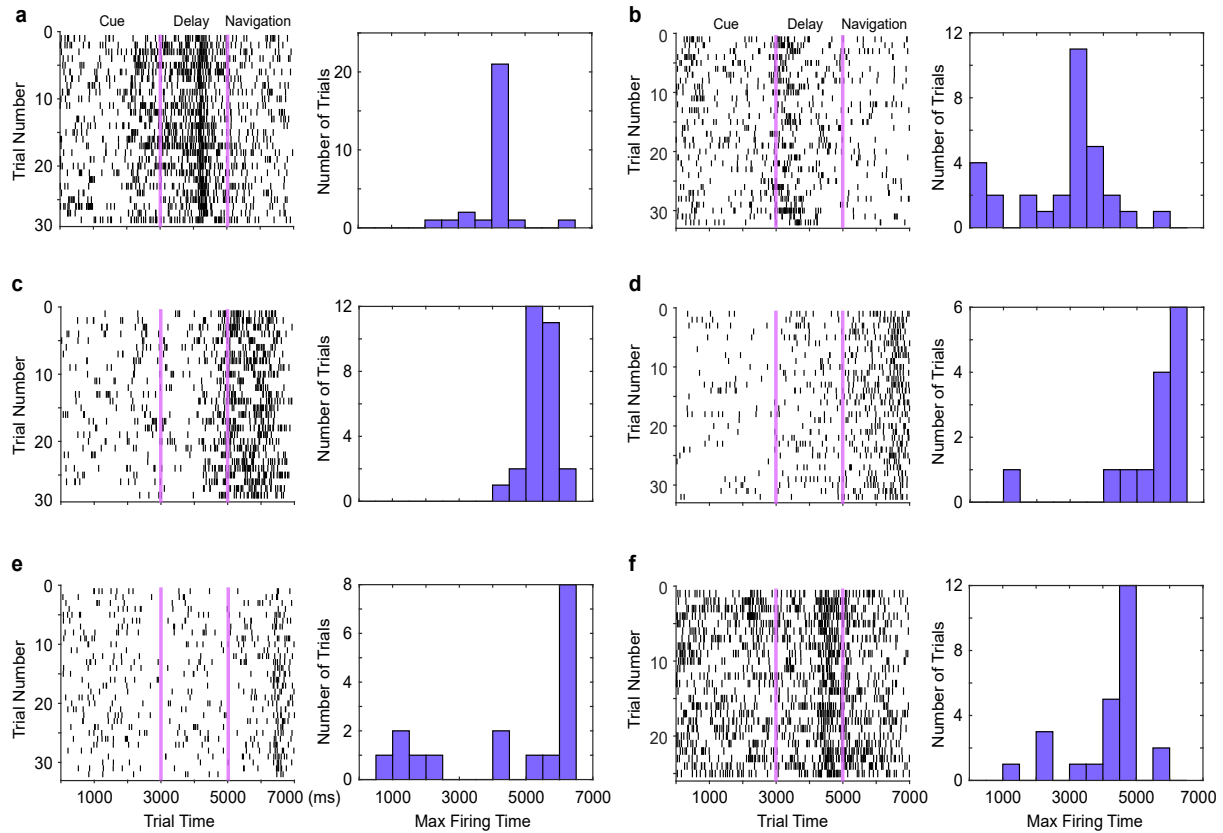 a
Cue Delay Navigation
0
10
20
30
Trial Number
20
10
0
Number of Trials
b
Cue Delay Navigation
0
10
20
30
Trial Number
12
8
4
0
Number of Trials
c
0
10
20
30
Trial Number
12
8
4
0
Number of Trials
d
0
10
20
30
Trial Number
6
4
2
0
Number of Trials
e
0
10
20
30
Trial Number
1000 3000 5000 7000 (ms)
Trial Time
8
6
4
2
0
Number of Trials
1000 3000 5000 7000
Max Firing Time
f
0
10
20
Trial Number
1000 3000 5000 7000
Trial Time
12
8
4
0
Number of Trials
1000 3000 5000 7000
Max Firing Time